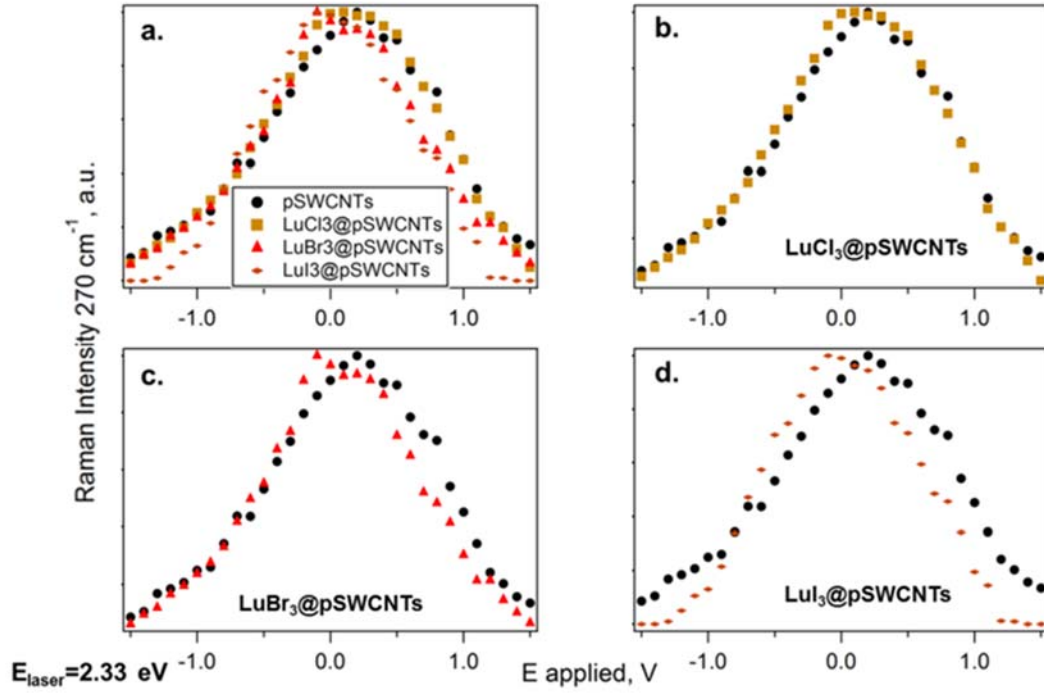 a.
pSWCNTs
LuCl3@pSWCNTs
LuBr3@pSWCNTs
LuI3@pSWCNTs
-1.0 0.0 1.0
b.
LuCl₃@pSWCNTs
-1.0 0.0 1.0
Raman Intensity 270 cm⁻¹, a.u.
c.
LuBr₃@pSWCNTs
-1.0 0.0 1.0
d.
LuI₃@pSWCNTs
-1.0 0.0 1.0
E applied, V
Elaser=2.33 eV